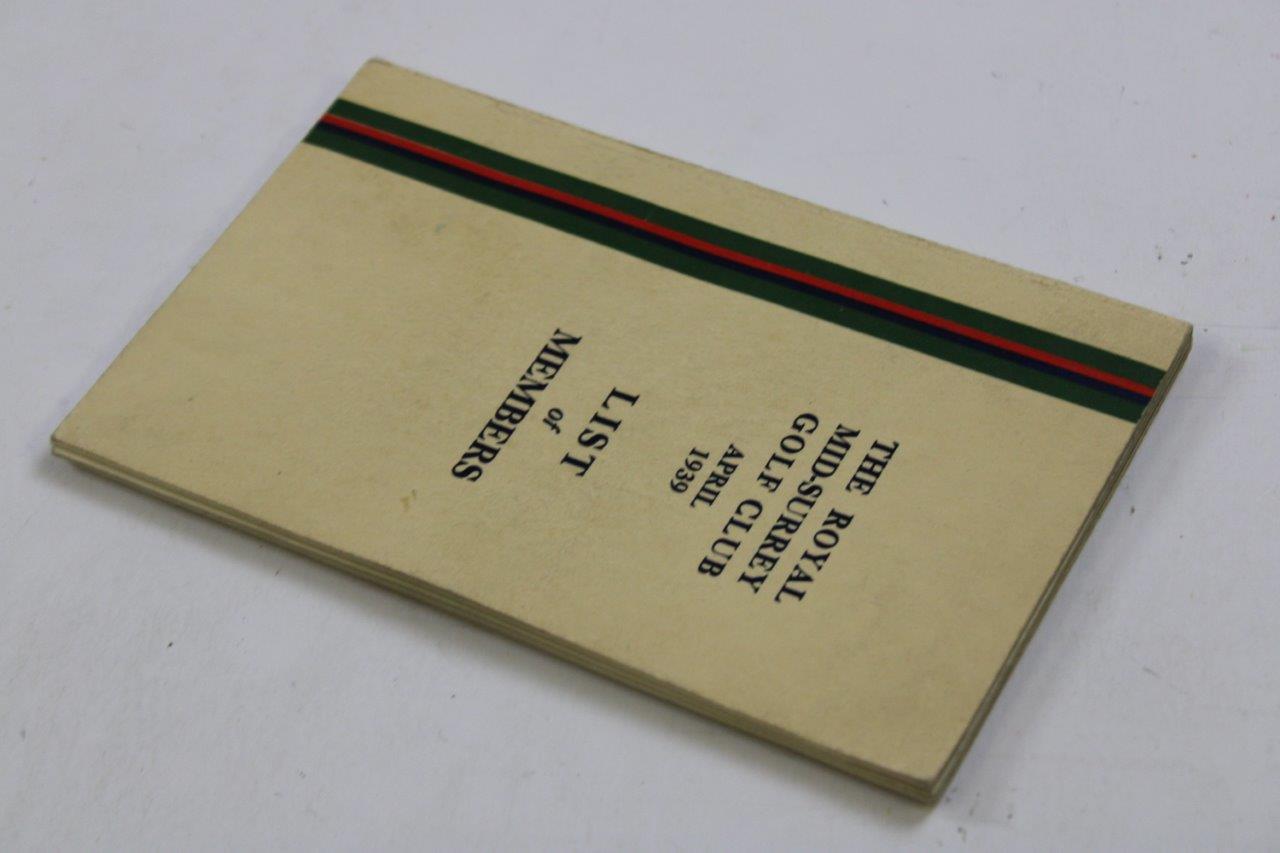 THE ROYAL
MID-SURREY
GOLF CLUB
APRIL
1939
LIST
of
MEMBERS